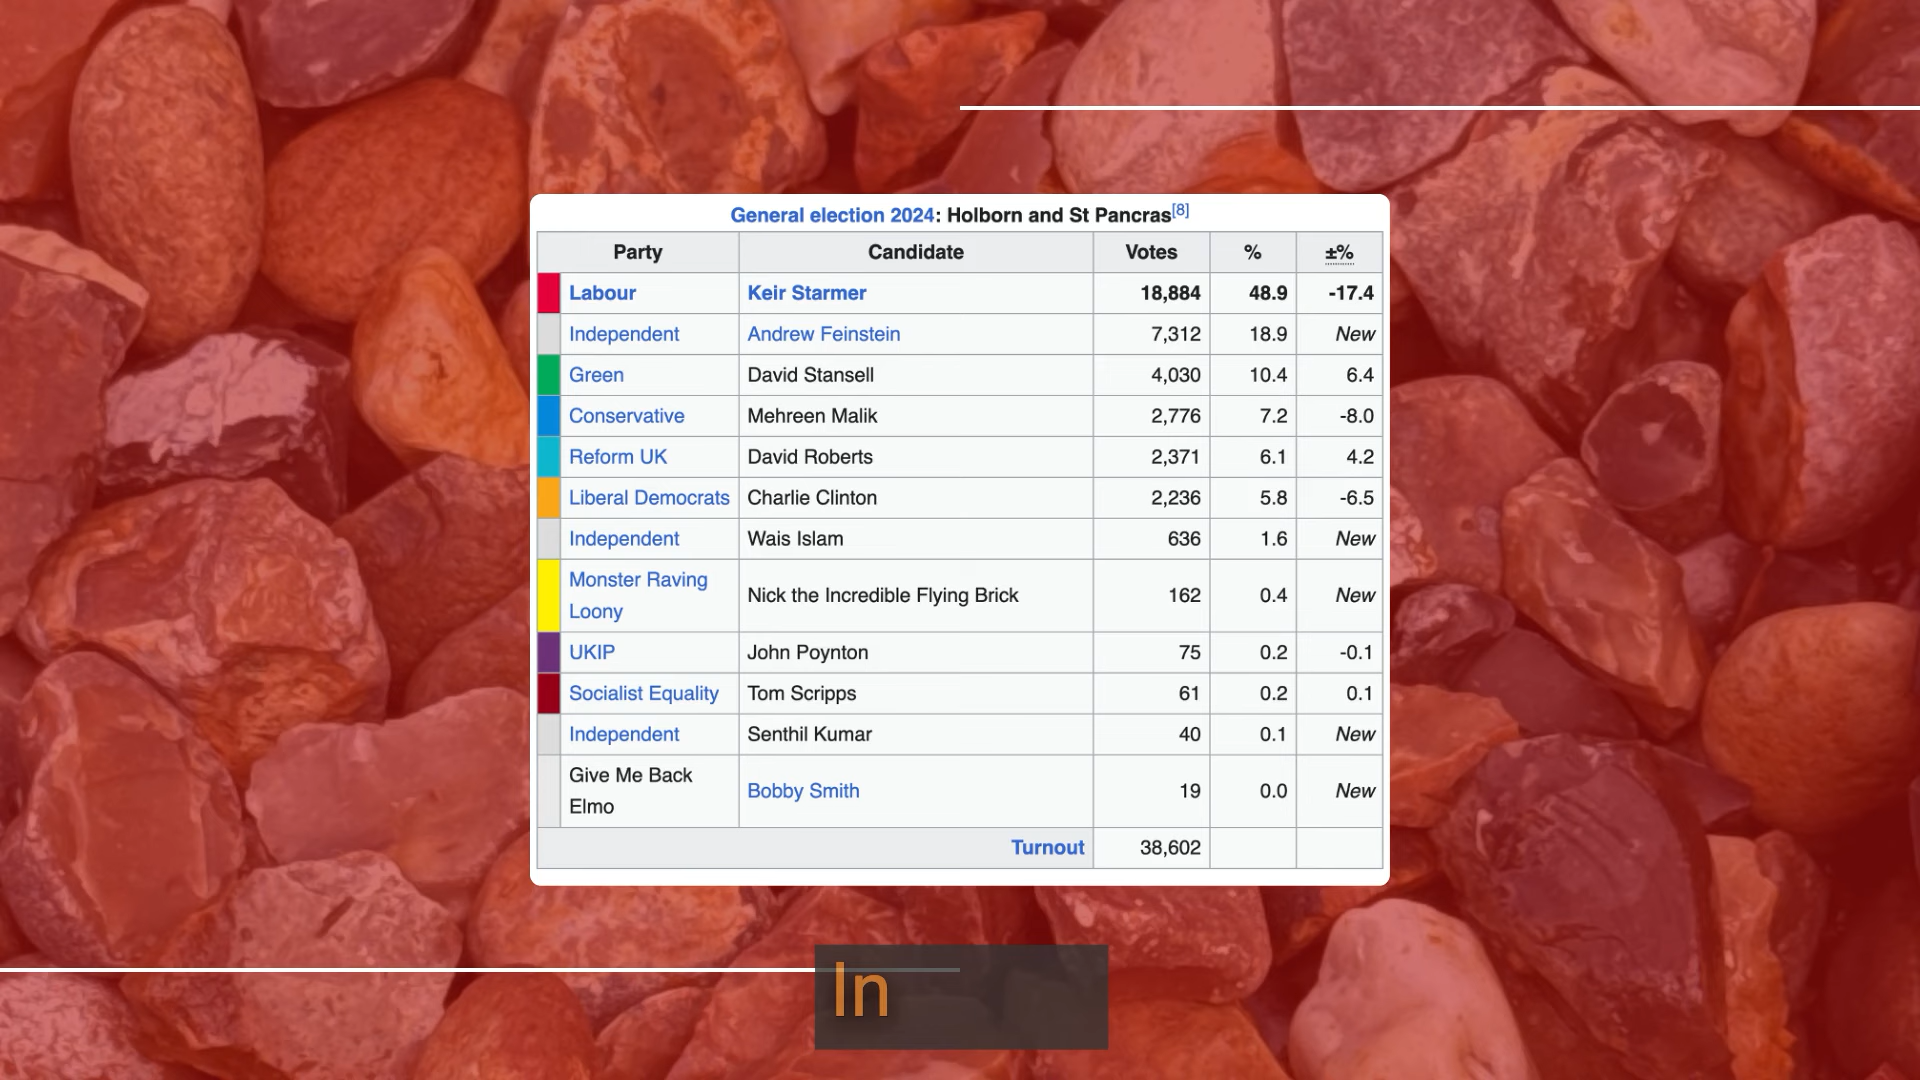 General election 2024: Holborn and St Pancras[8]
Party Candidate Votes % ±%
Labour Keir Starmer 18,884 48.9 -17.4
Independent Andrew Feinstein 7,312 18.9 New
Green David Stansell 4,030 10.4 6.4
Conservative Mehreen Malik 2,776 7.2 -8.0
Reform UK David Roberts 2,371 6.1 4.2
Liberal Democrats Charlie Clinton 2,236 5.8 -6.5
Independent Wais Islam 636 1.6 New
Monster Raving
Loony Nick the Incredible Flying Brick 162 0.4 New
UKIP John Poynton 75 0.2 -0.1
Socialist Equality Tom Scripps 61 0.2 0.1
Independent Senthil Kumar 40 0.1 New
Give Me Back
Elmo Bobby Smith 19 0.0 New
Turnout 38,602
In